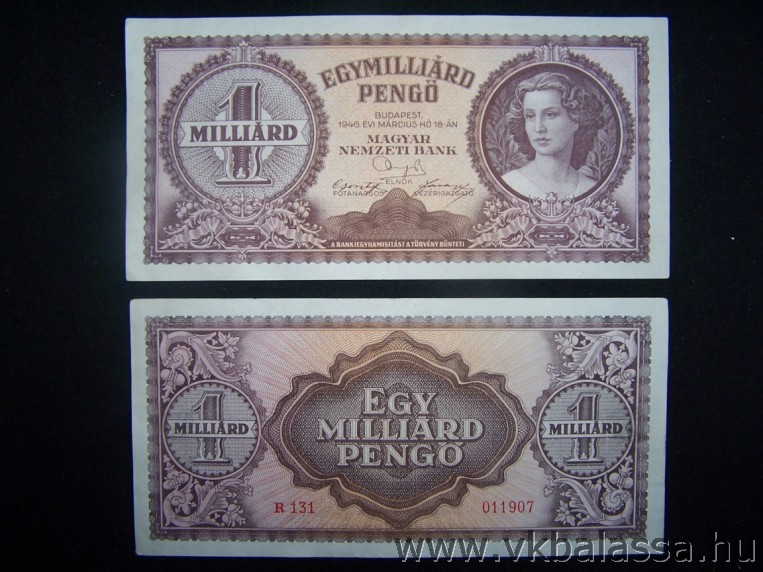 1
MILLIÁRD
EGYMILLIÁRD
PENGŐ
BUDAPEST,
1946. ÉVI MÁRCIUS HÓ 18-ÁN
MAGYAR
NEMZETI BANK
ELNÖK
FŐTANÁCSOS VEZÉRIGAZGATÓ
A BANKJEGYHAMISITÁST A TÖRVÉNY BÜNTETI
1
MILLIÁRD
EGY
MILLIÁRD
PENGŐ
1
MILLIÁRD
R 131
011907
www.vkbalassa.hu